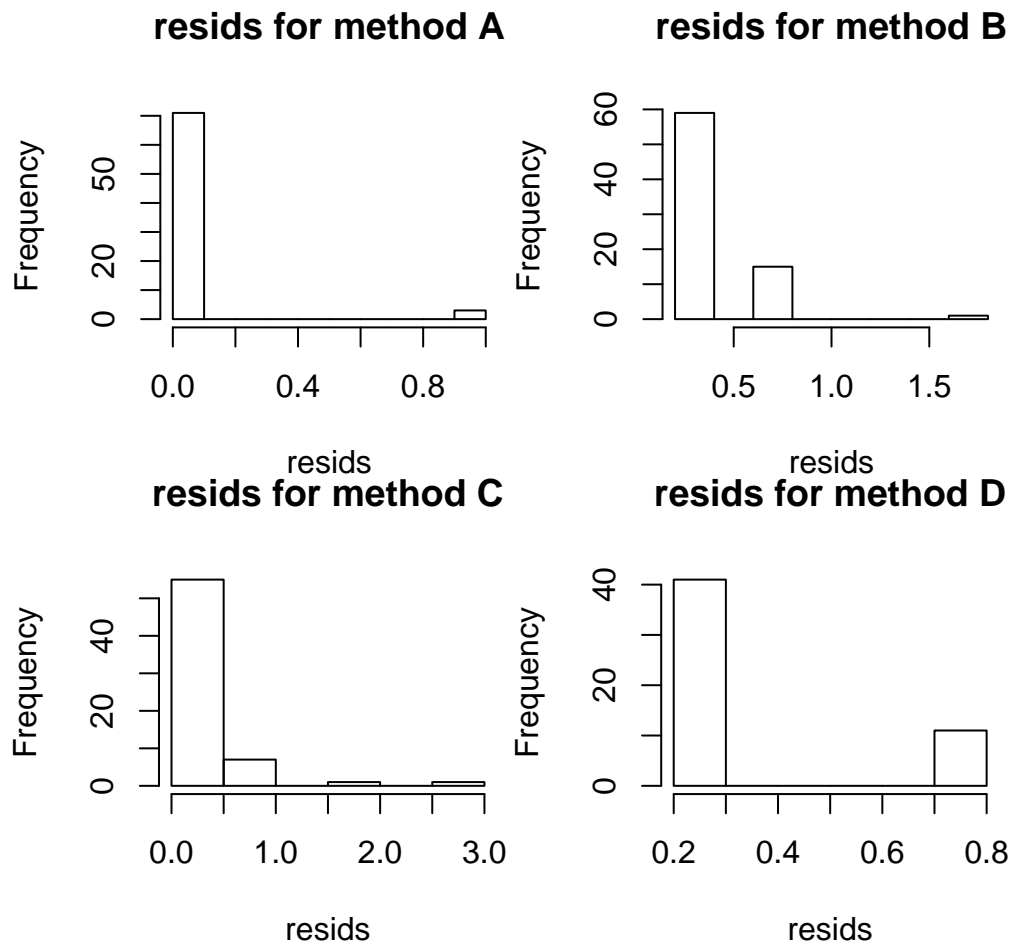 resids for method A
Frequency
0 20 50
0.0 0.4 0.8
resids
resids for method B
Frequency
0 20 40 60
0.5 1.0 1.5
resids
resids for method C
Frequency
0 20 40
0.0 1.0 2.0 3.0
resids
resids for method D
Frequency
0 20 40
0.2 0.4 0.6 0.8
resids